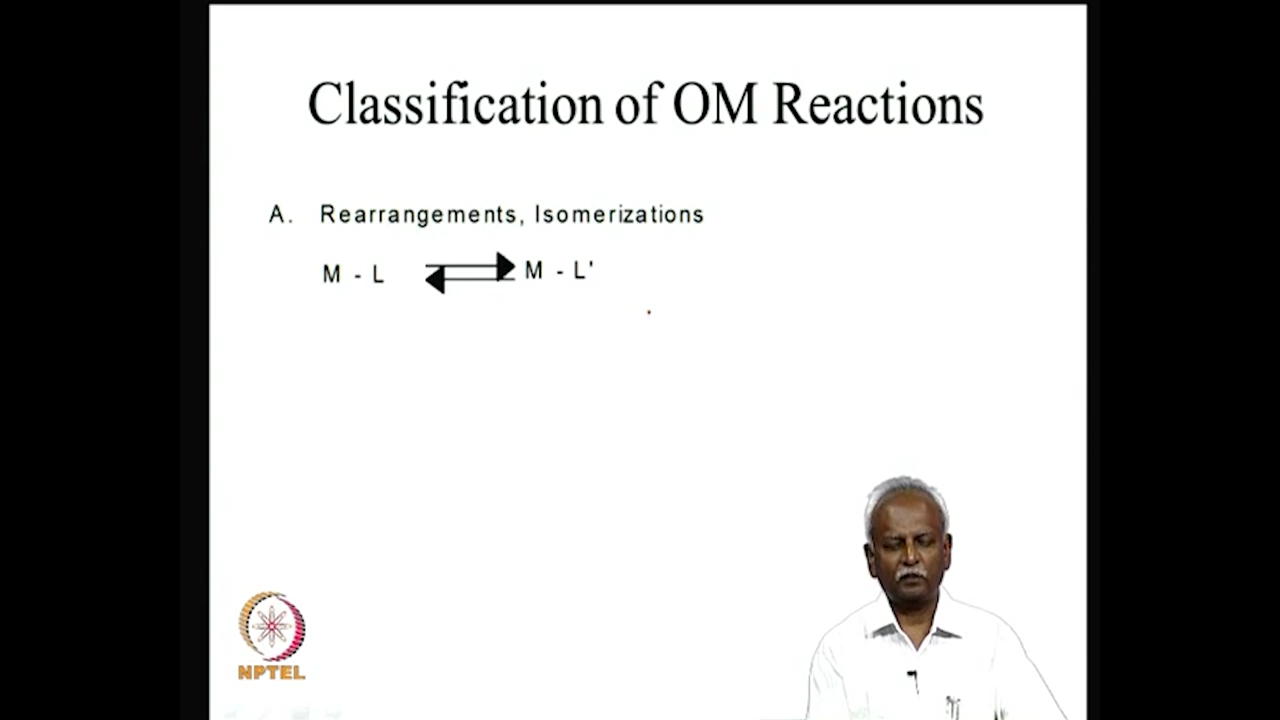 Classification of OM Reactions
A. Rearrangements, Isomerizations
M - L ⇌ M - L'
NPTEL